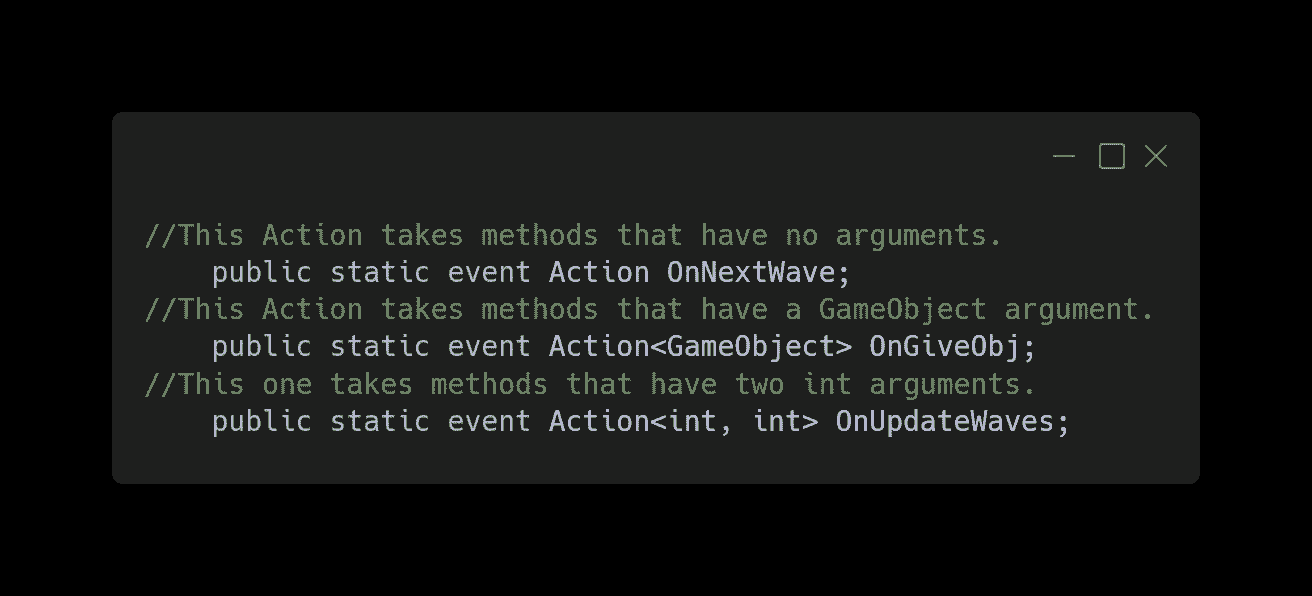 //This Action takes methods that have no arguments.
public static event Action OnNextWave;
//This Action takes methods that have a GameObject argument.
public static event Action<GameObject> OnGiveObj;
//This one takes methods that have two int arguments.
public static event Action<int, int> OnUpdateWaves;